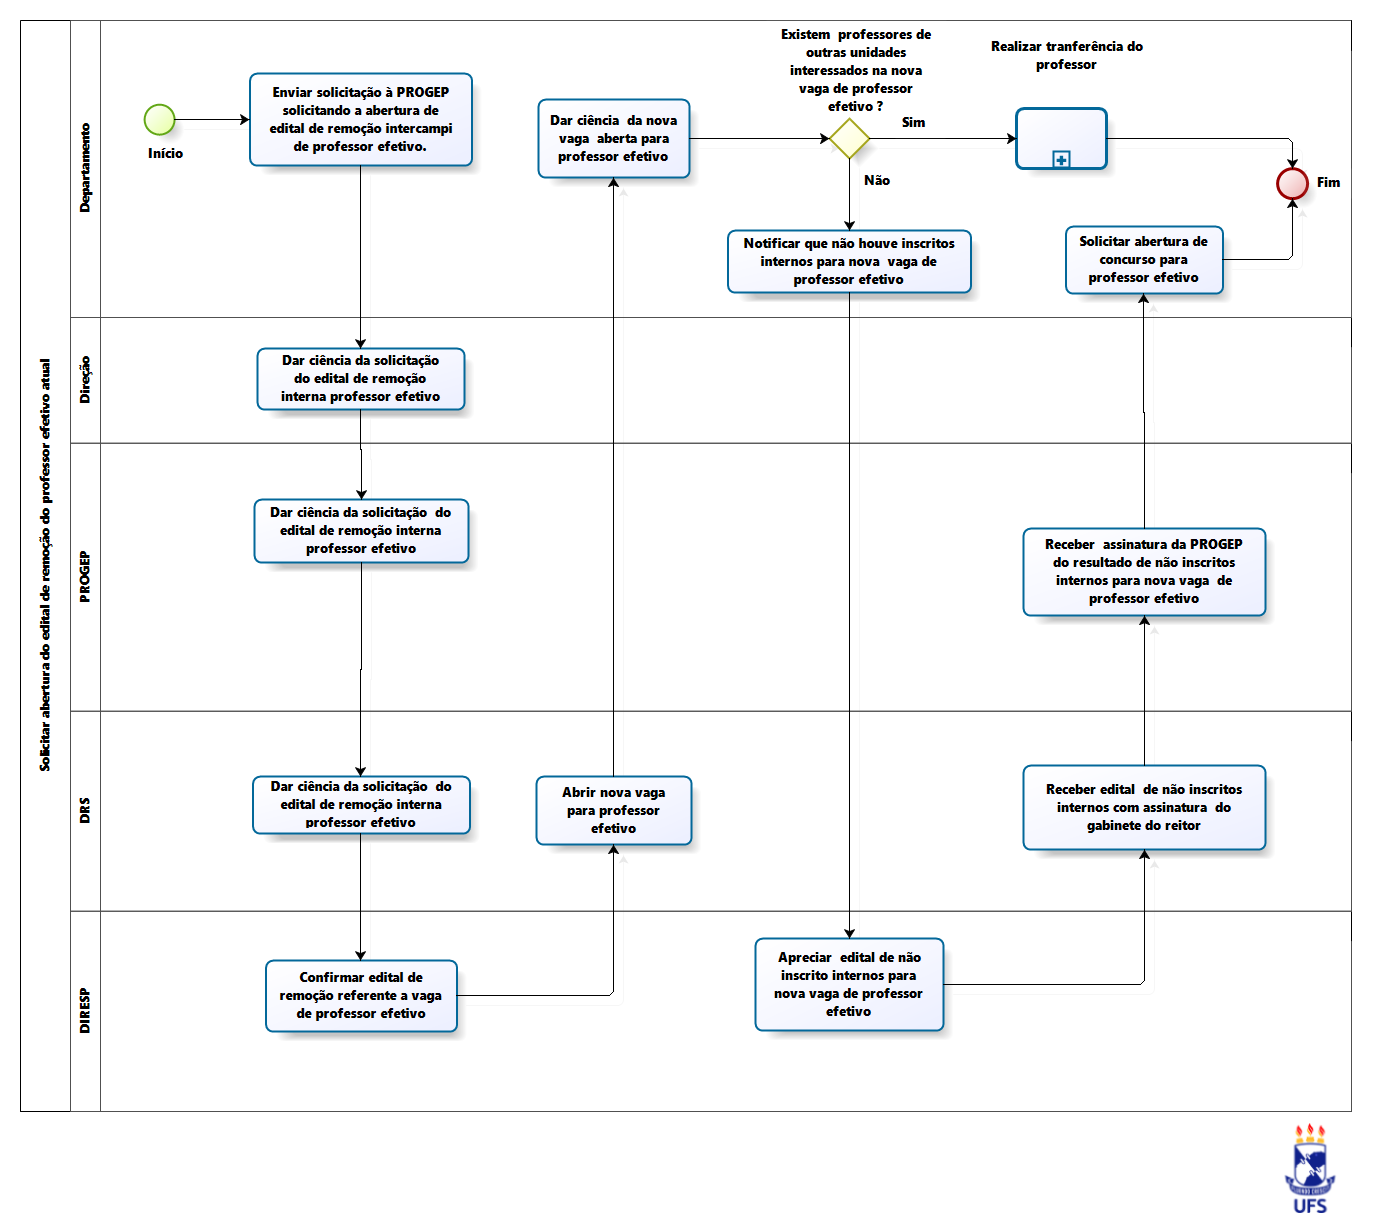 Solicitar abertura do edital de remoção do professor efetivo atual
Departamento
Início
Enviar solicitação à PROGEP
solicitando a abertura de
edital de remoção intercampi
de professor efetivo.
Dar ciência da nova
vaga aberta para
professor efetivo
Existem professores de
outras unidades
interessados na nova
vaga de professor
efetivo ?
Sim
Não
Realizar tranferência do
professor
Fim
Notificar que não houve inscritos
internos para nova vaga de
professor efetivo
Solicitar abertura de
concurso para
professor efetivo
Direção
Dar ciência da solicitação
do edital de remoção
interna professor efetivo
PROGEP
Dar ciência da solicitação do
edital de remoção interna
professor efetivo
Receber assinatura da PROGEP
do resultado de não inscritos
internos para nova vaga de
professor efetivo
DRS
Dar ciência da solicitação do
edital de remoção interna
professor efetivo
Abrir nova vaga
para professor
efetivo
Receber edital de não inscritos
internos com assinatura do
gabinete do reitor
DIRESP
Confirmar edital de
remoção referente a vaga
de professor efetivo
Apreciar edital de não
inscrito internos para
nova vaga de professor
efetivo
UFS